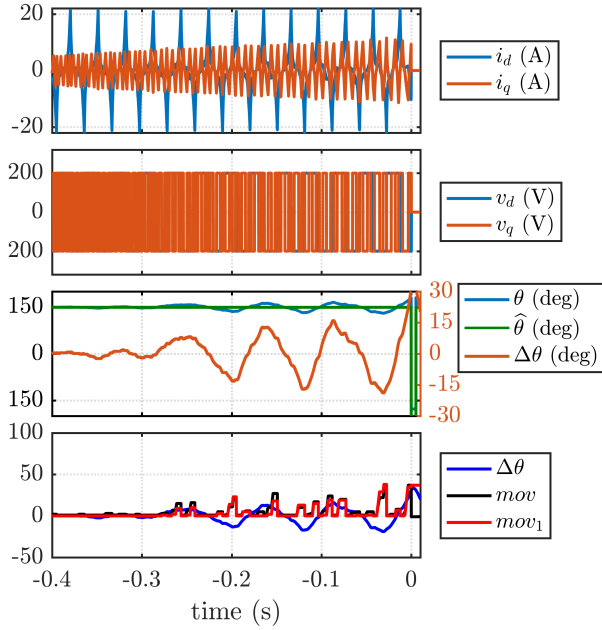 20
0
-20
i_d (A)
i_q (A)
200
0
200
v_d (V)
v_q (V)
150
0
150
30
15
0
-15
-30
θ (deg)
θ̂ (deg)
Δθ (deg)
100
50
0
-50
-0.4
-0.3
-0.2
-0.1
0
Δθ
mov
mov₁
time (s)